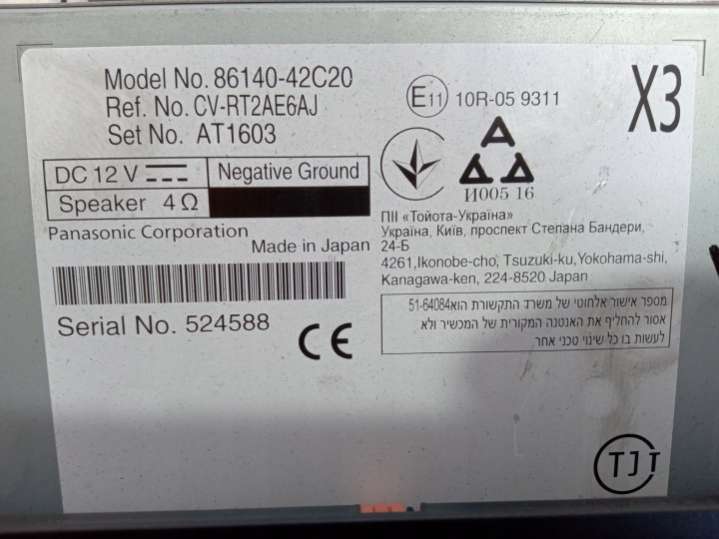 Model No. 86140-42C20
Ref. No. CV-RT2AE6AJ
Set No. AT1603
DC 12 V
Negative Ground
Speaker 4 Ω
Panasonic Corporation
Made in Japan
Serial No. 524588
CE
E11 10R-05 9311
X3
И005 16
ПІІ «Тойота-Україна»
Україна, Київ, проспект Степана Бандери,
24-Б
4261,Ikonobe-cho, Tsuzuki-ku,Yokohama-shi,
Kanagawa-ken, 224-8520 Japan
מספר אישור אלחוטי של משרד התקשורת הוא 51-64084
אסור להחליף את האנטנה המקורית של המכשיר ולא
לעשות בו כל שינוי טכני אחר.
TJT